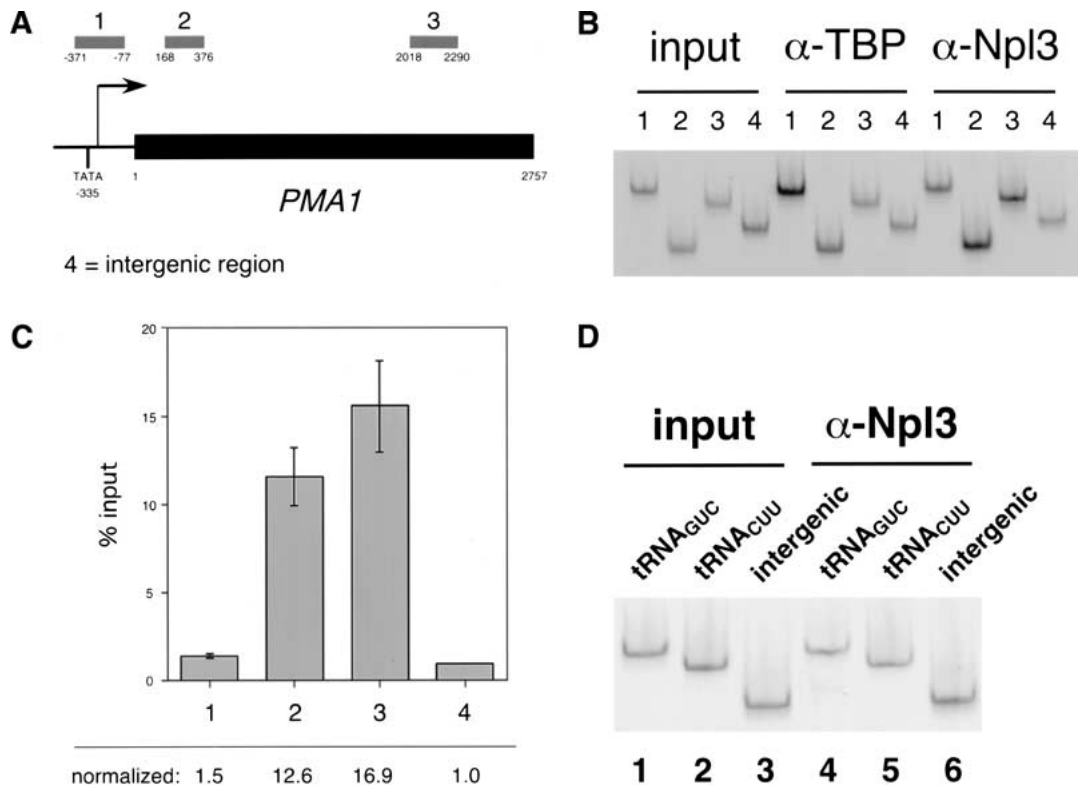 A
1 2 3
-371 -77 168 376 2018 2290
TATA
-335
1 2757
PMA1
4 = intergenic region
B
input α-TBP α-Npl3
1 2 3 4 1 2 3 4 1 2 3 4
C
% input
20
15
10
5
0
1 2 3 4
normalized: 1.5 12.6 16.9 1.0
D
input α-Npl3
tRNAGUC tRNACUU intergenic tRNAGUC tRNACUU intergenic
1 2 3 4 5 6